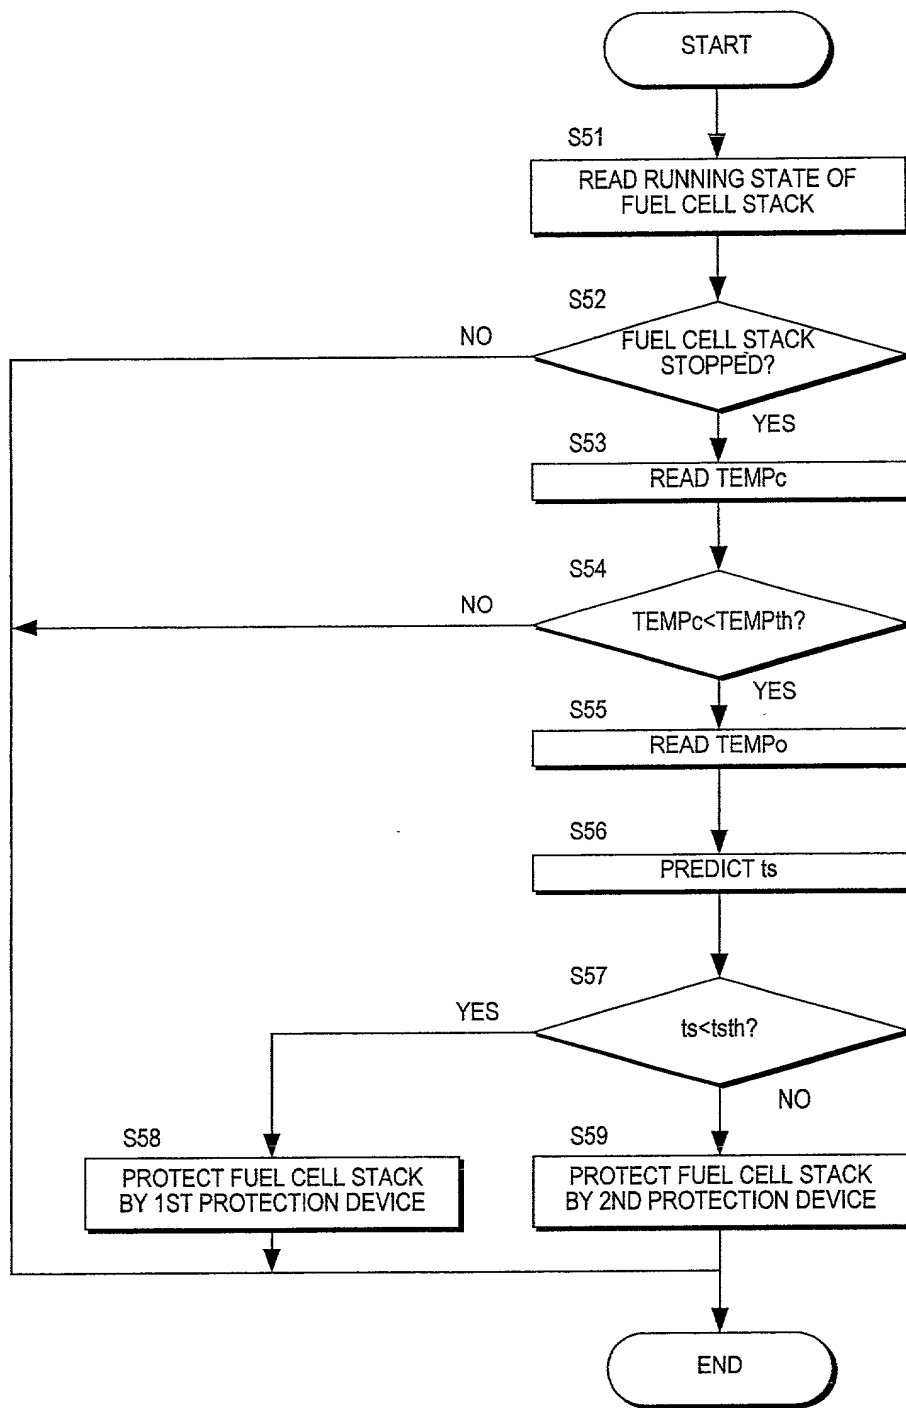 START
S51
READ RUNNING STATE OF
FUEL CELL STACK
S52
NO
FUEL CELL STACK
STOPPED?
YES
S53
READ TEMPc
S54
NO
TEMPc<TEMPth?
YES
S55
READ TEMPo
S56
PREDICT ts
S57
YES
ts<tsth?
NO
S58
PROTECT FUEL CELL STACK
BY 1ST PROTECTION DEVICE
S59
PROTECT FUEL CELL STACK
BY 2ND PROTECTION DEVICE
END